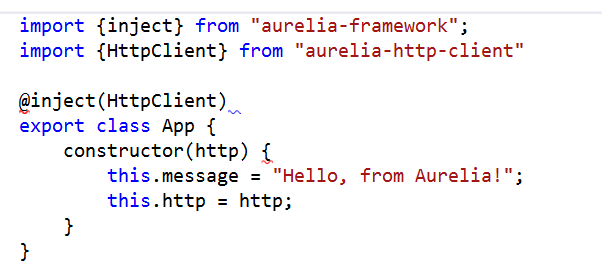 import {inject} from "aurelia-framework";
import {HttpClient} from "aurelia-http-client"
@inject(HttpClient)
export class App {
    constructor(http) {
        this.message = "Hello, from Aurelia!";
        this.http = http;
    }
}